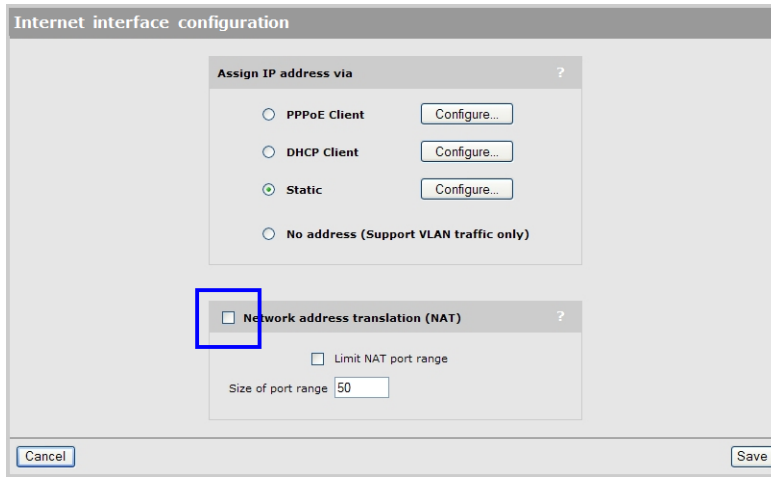 Internet interface configuration
Assign IP address via ?
PPPoE Client Configure...
DHCP Client Configure...
Static Configure...
No address (Support VLAN traffic only)
Network address translation (NAT) ?
Limit NAT port range
Size of port range 50
Cancel Save